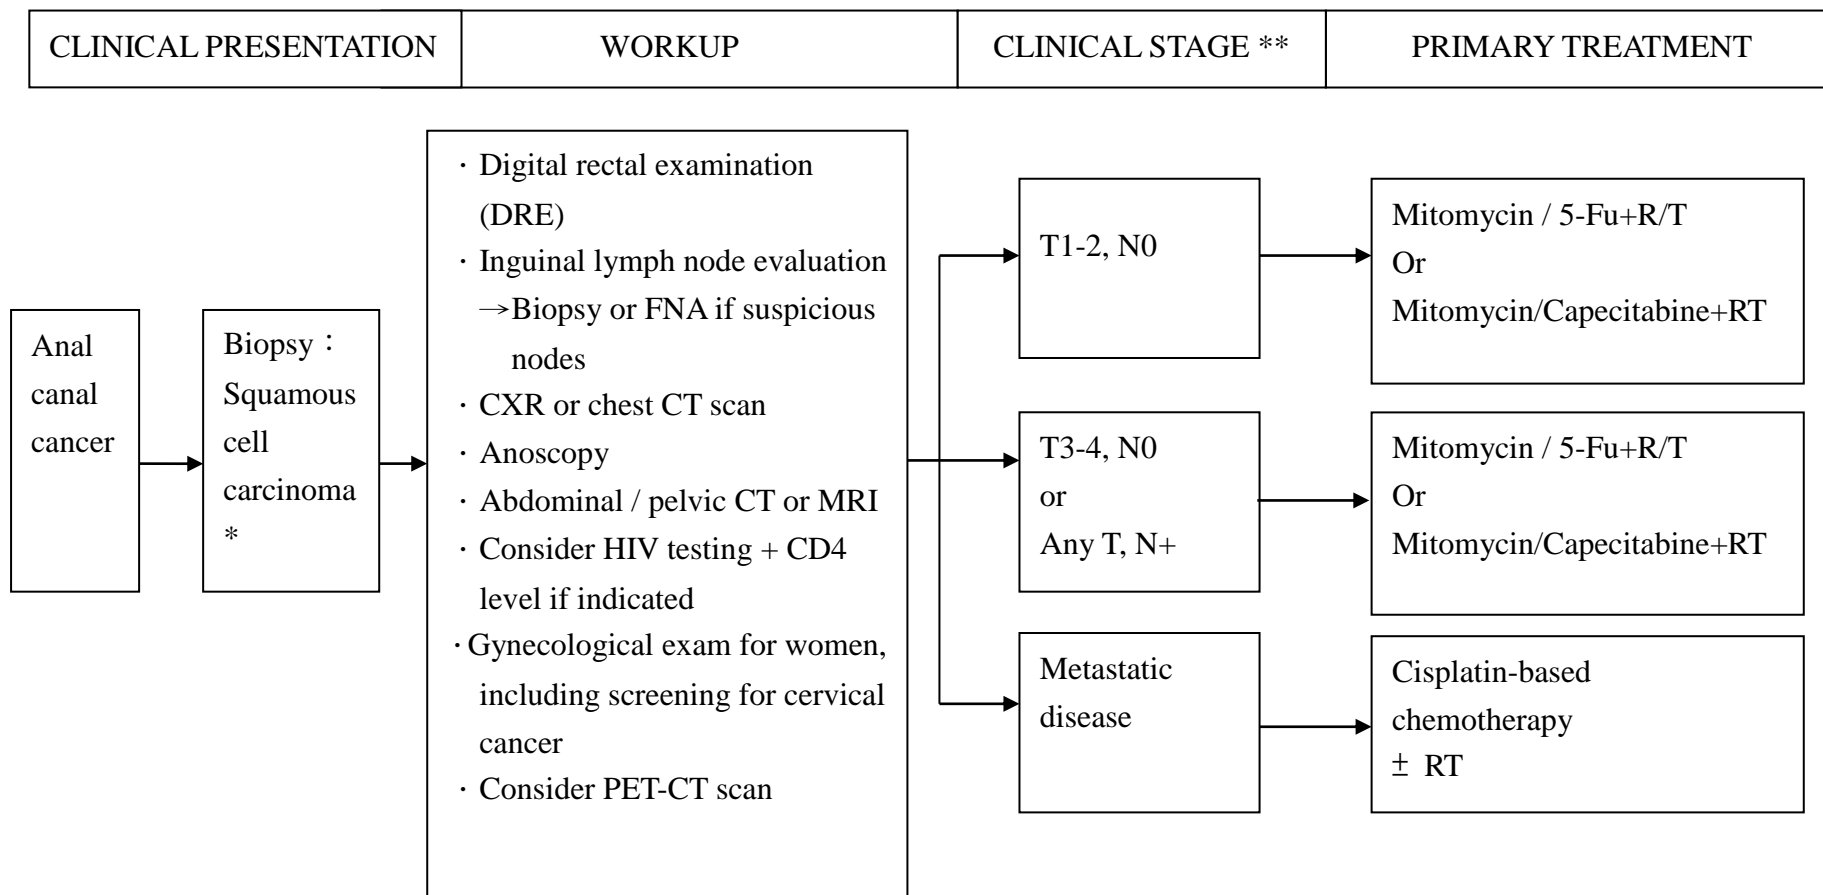 CLINICAL PRESENTATION
WORKUP
CLINICAL STAGE **
PRIMARY TREATMENT
Anal
canal
cancer
Biopsy：
Squamous
cell
carcinoma
*
· Digital rectal examination
(DRE)
· Inguinal lymph node evaluation
→Biopsy or FNA if suspicious
nodes
· CXR or chest CT scan
· Anoscopy
· Abdominal / pelvic CT or MRI
· Consider HIV testing + CD4
level if indicated
· Gynecological exam for women,
including screening for cervical
cancer
· Consider PET-CT scan
T1-2, N0
Mitomycin / 5-Fu+R/T
Or
Mitomycin/Capecitabine+RT
T3-4, N0
or
Any T, N+
Mitomycin / 5-Fu+R/T
Or
Mitomycin/Capecitabine+RT
Metastatic
disease
Cisplatin-based
chemotherapy
± RT